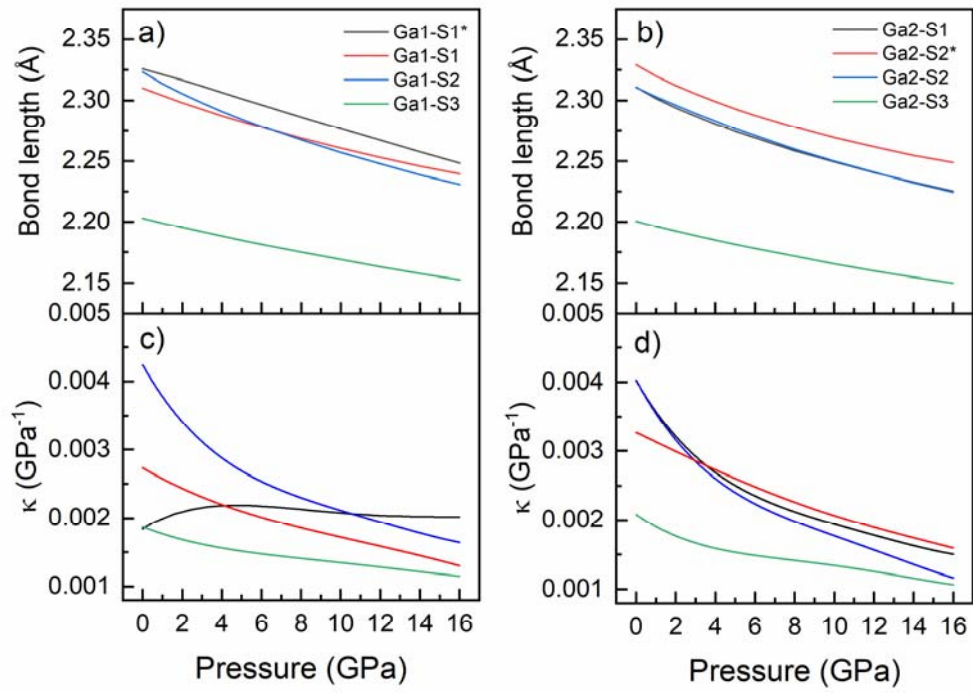 a)
Ga1-S1*
Ga1-S1
Ga1-S2
Ga1-S3
2.35
2.30
2.25
2.20
2.15
Bond length (Å)
b)
Ga2-S1
Ga2-S2*
Ga2-S2
Ga2-S3
2.35
2.30
2.25
2.20
2.15
Bond length (Å)
c)
0.005
0.004
0.003
0.002
0.001
κ (GPa⁻¹)
0 2 4 6 8 10 12 14 16
Pressure (GPa)
d)
0.005
0.004
0.003
0.002
0.001
κ (GPa⁻¹)
0 2 4 6 8 10 12 14 16
Pressure (GPa)